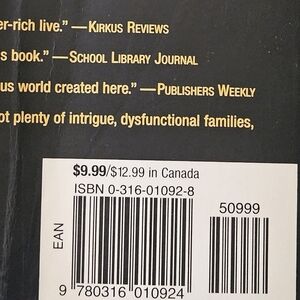 er-rich live.” —KIRKUS REVIEWS
s book.” —SCHOOL LIBRARY JOURNAL
us world created here.” —PUBLISHERS WEEKLY
ot plenty of intrigue, dysfunctional families,
$9.99/$12.99 in Canada
ISBN 0-316-01092-8
50999
EAN
9 780316 010924